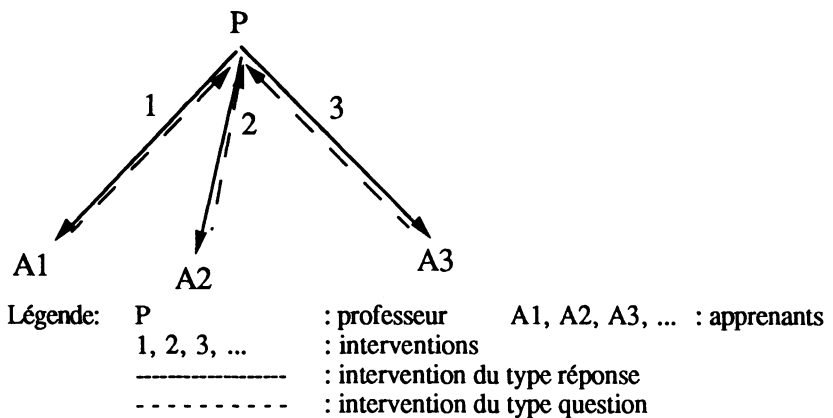 P
1 2 3
A1 A2 A3
Légende: P : professeur A1, A2, A3, ... : apprenants
1, 2, 3, ... : interventions
: intervention du type réponse
: intervention du type question